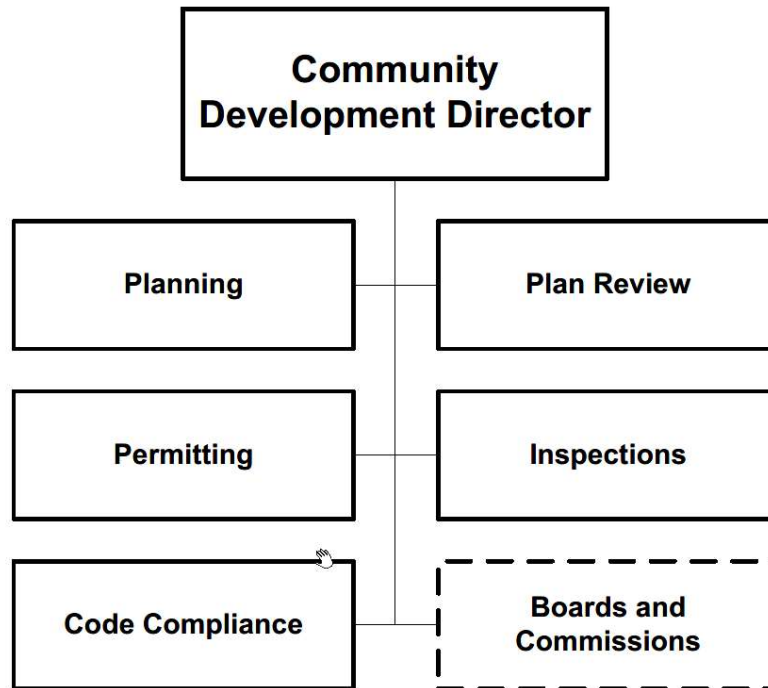 Community
Development Director
Planning
Plan Review
Permitting
Inspections
Code Compliance
Boards and
Commissions